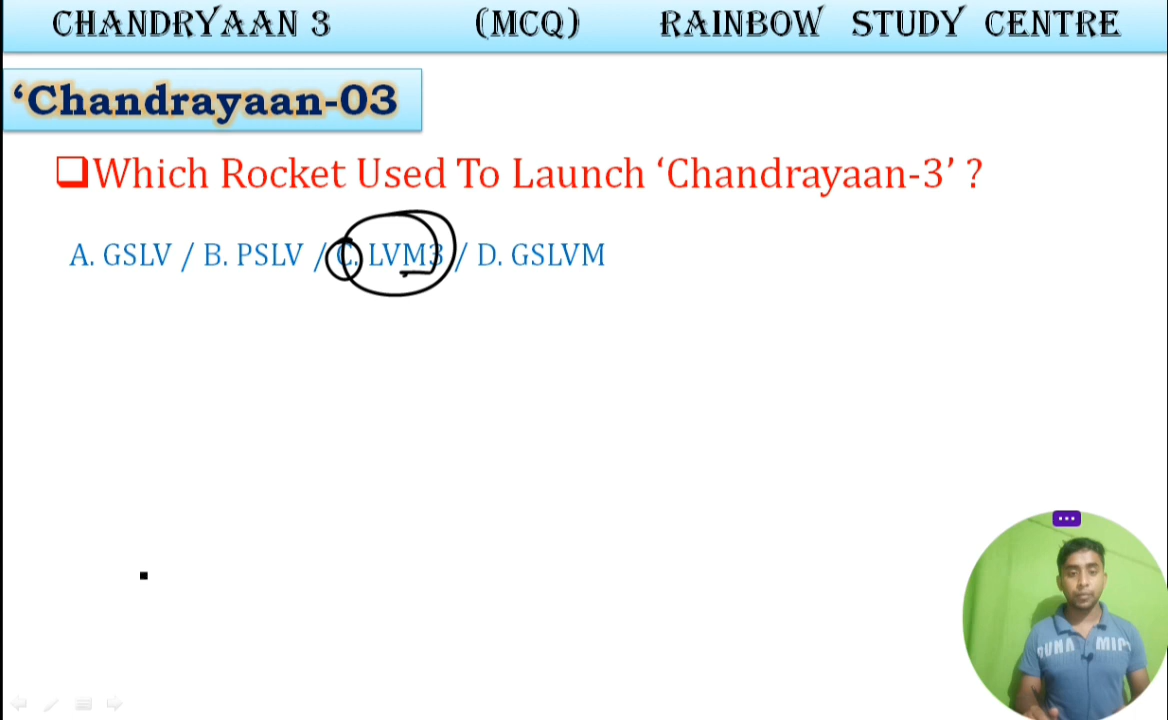 CHANDRYAAN 3 (MCQ) RAINBOW STUDY CENTRE
‘Chandrayaan-03
Which Rocket Used To Launch ‘Chandrayaan-3’ ?
A. GSLV / B. PSLV / C. LVM3 / D. GSLVM